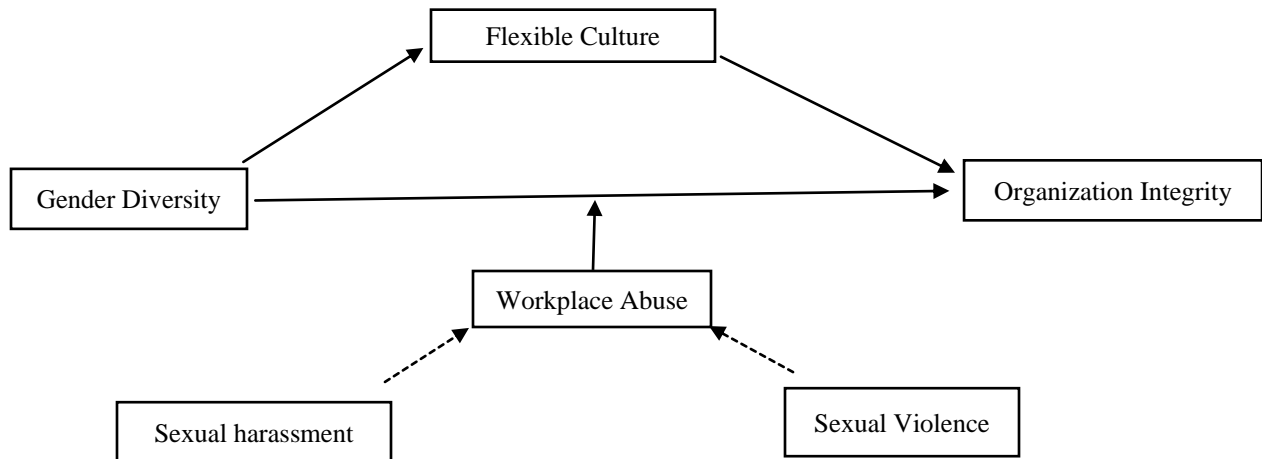 Flexible Culture
Gender Diversity
Organization Integrity
Workplace Abuse
Sexual harassment
Sexual Violence